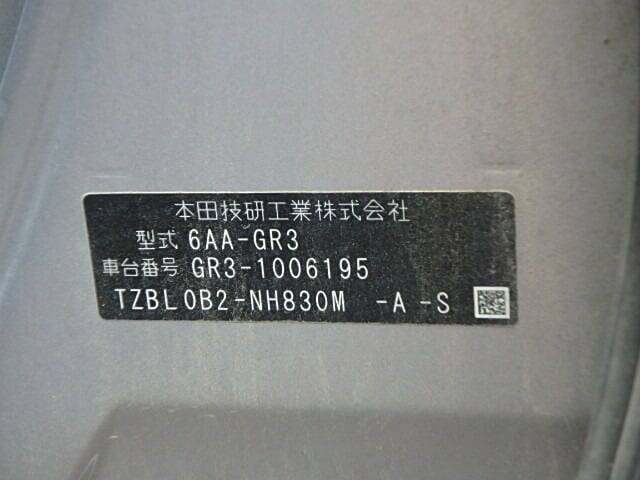 本田技研工業株式会社
型式 6AA-GR3
車台番号 GR3-1006195
TZBL0B2-NH830M -A -S